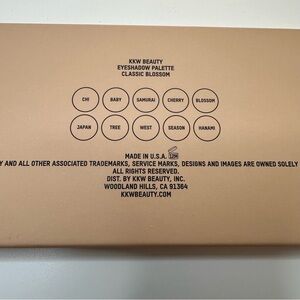 KKW BEAUTY
EYESHADOW PALETTE
CLASSIC BLOSSOM
CHI BABY SAMURAI CHERRY BLOSSOM
JAPAN TREE WEST SEASON HANAMI
MADE IN U.S.A. 12M
Y AND ALL OTHER ASSOCIATED TRADEMARKS, SERVICE MARKS, DESIGNS AND IMAGES ARE OWNED SOLELY
ALL RIGHTS RESERVED.
DIST. BY KKW BEAUTY, INC.
WOODLAND HILLS, CA 91364
KKWBEAUTY.COM